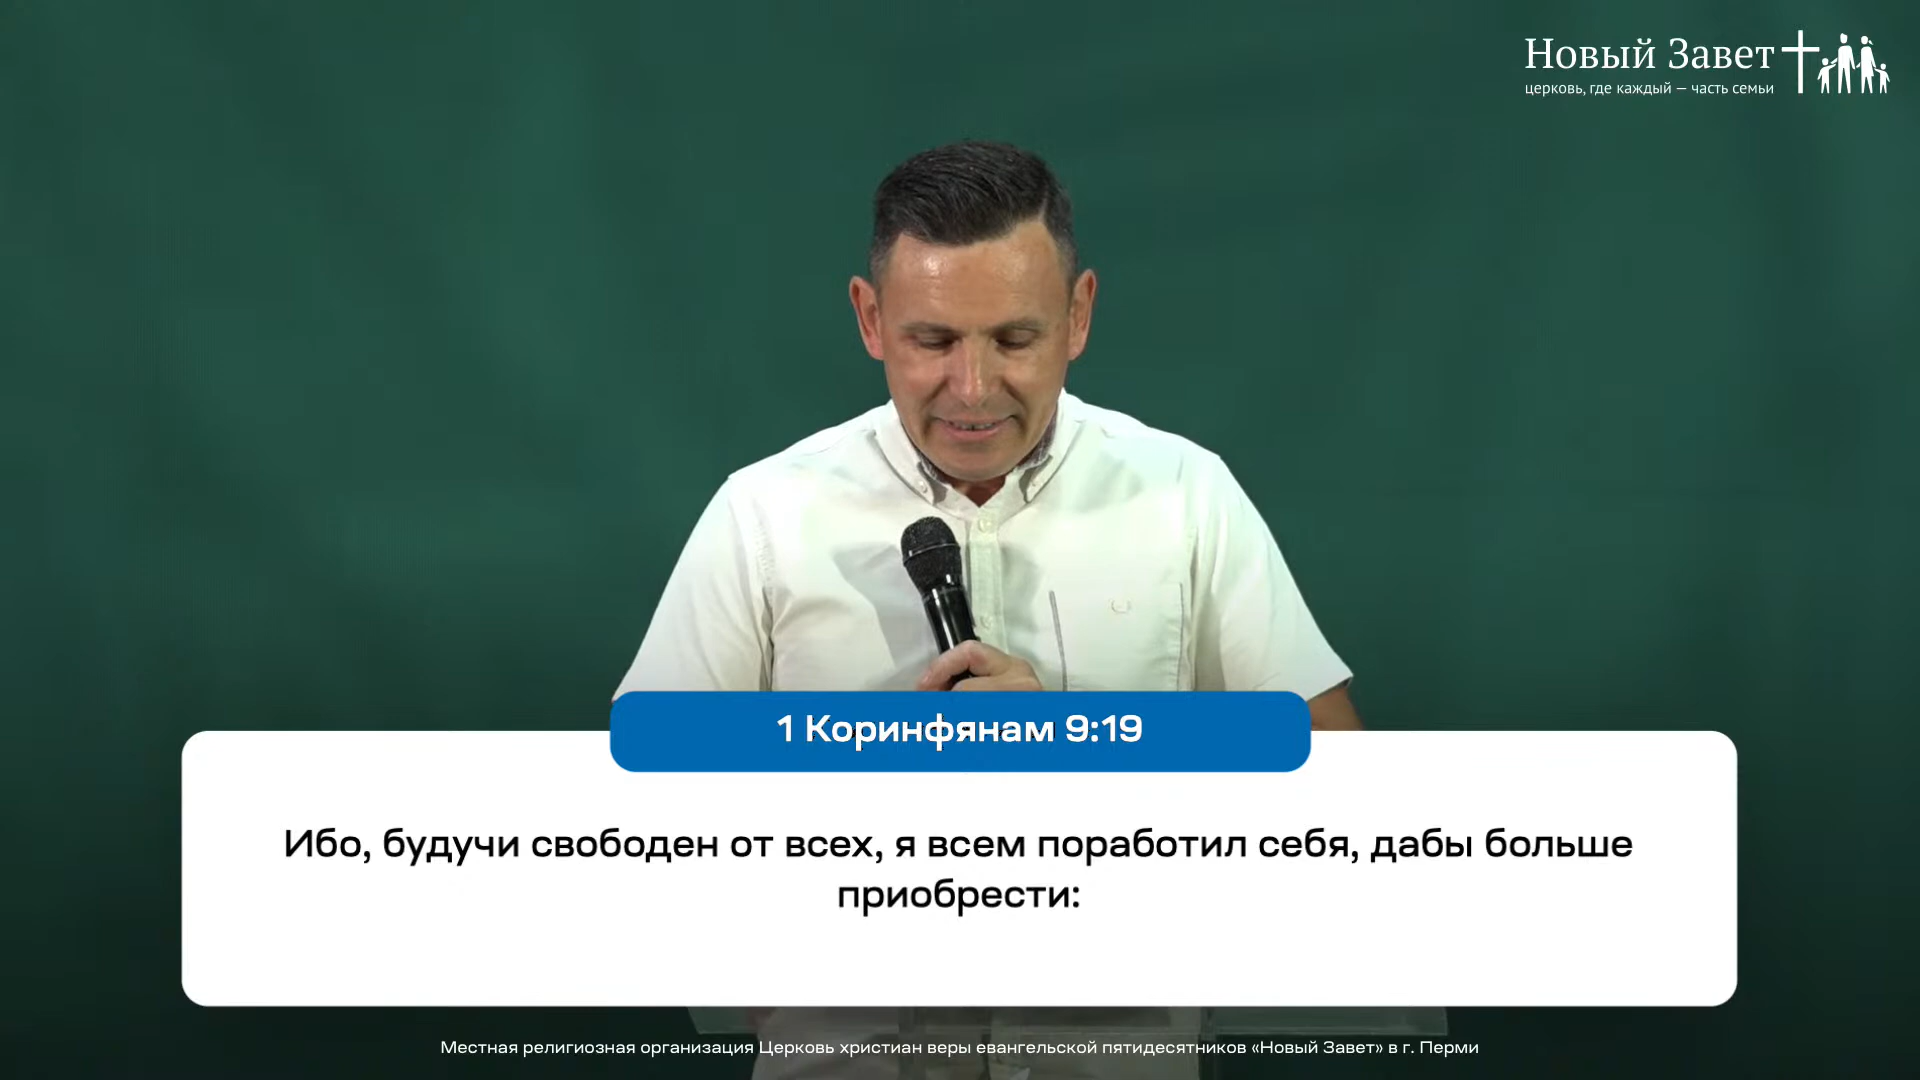 Новый Завет
церковь, где каждый — часть семьи
1 Коринфянам 9:19
Ибо, будучи свободен от всех, я всем поработил себя, дабы больше
приобрести:
Местная религиозная организация Церковь христиан веры евангельской пятидесятников «Новый Завет» в г. Перми